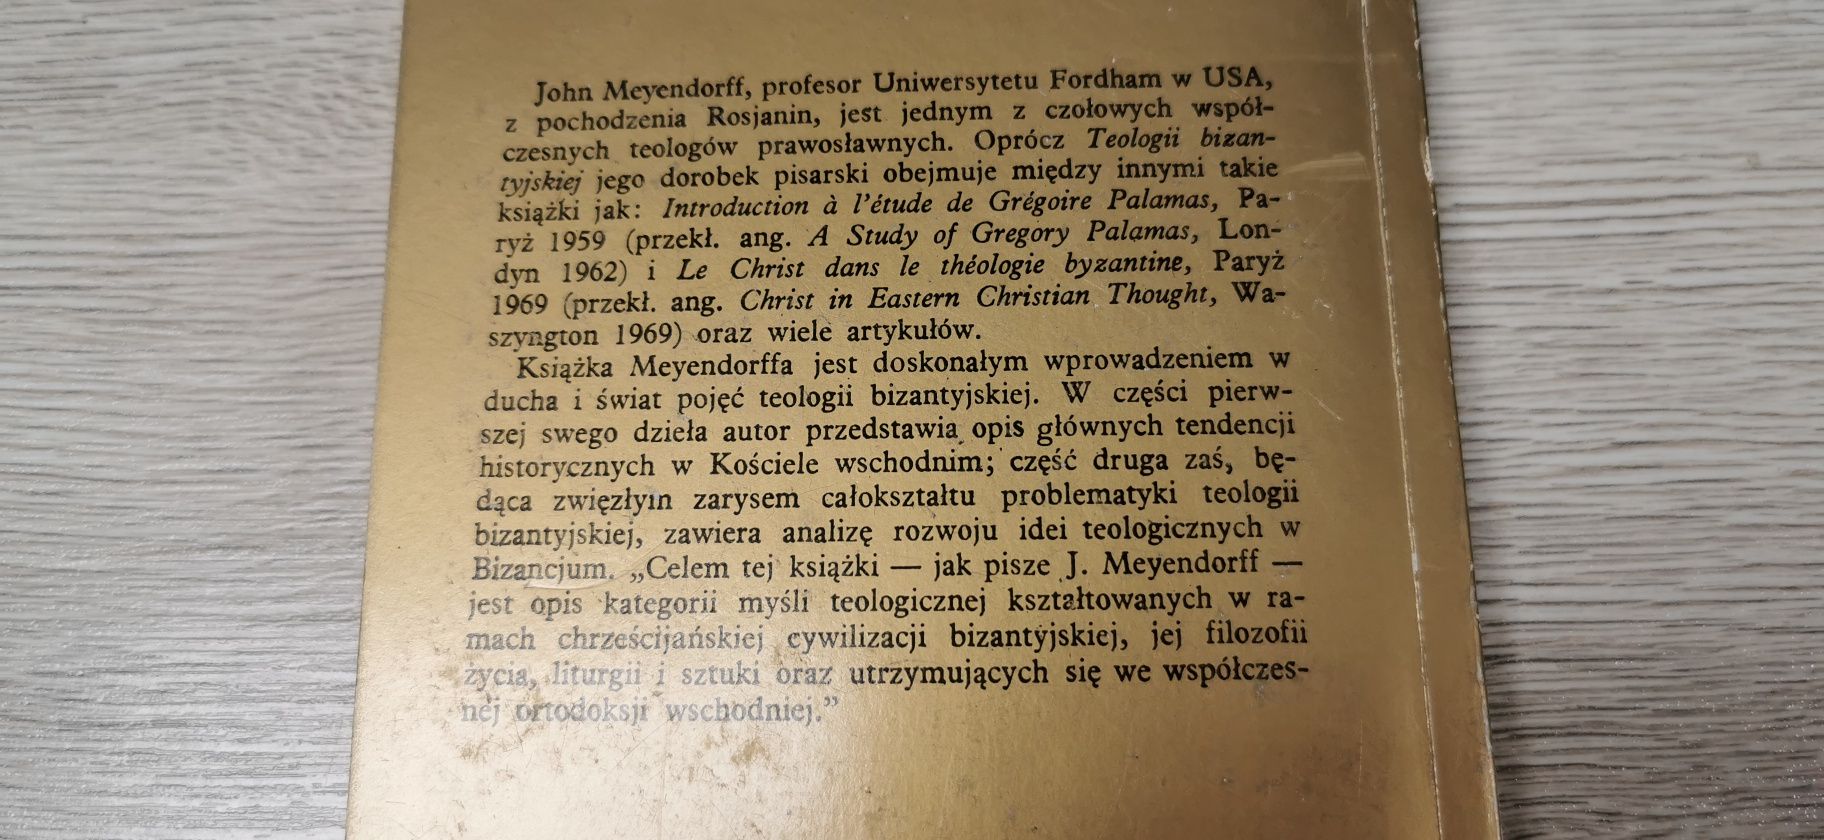 John Meyendorff, profesor Uniwersytetu Fordham w USA,
z pochodzenia Rosjanin, jest jednym z czołowych współ-
czesnych teologów prawosławnych. Oprócz Teologii bizan-
tyjskiej jego dorobek pisarski obejmuje między innymi takie
książki jak: Introduction à l'étude de Grégoire Palamas, Pa-
ryż 1959 (przekł. ang. A Study of Gregory Palamas, Lon-
dyn 1962) i Le Christ dans le théologie byzantine, Paryż
1969 (przekł. ang. Christ in Eastern Christian Thought, Wa-
szyngton 1969) oraz wiele artykułów.
Książka Meyendorffa jest doskonałym wprowadzeniem w
ducha i świat pojęć teologii bizantyjskiej. W części pierw-
szej swego dzieła autor przedstawia opis głównych tendencji
historycznych w Kościele wschodnim; część druga zaś, bę-
dąca zwięzłym zarysem całokształtu problematyki teologii
bizantyjskiej, zawiera analizę rozwoju idei teologicznych w
Bizancjum. „Celem tej książki — jak pisze J. Meyendorff —
jest opis kategorii myśli teologicznej kształtowanych w ra-
mach chrześcijańskiej cywilizacji bizantyjskiej, jej filozofii
życia, liturgii i sztuki oraz utrzymujących się we współczes-
nej ortodoksji wschodniej.”